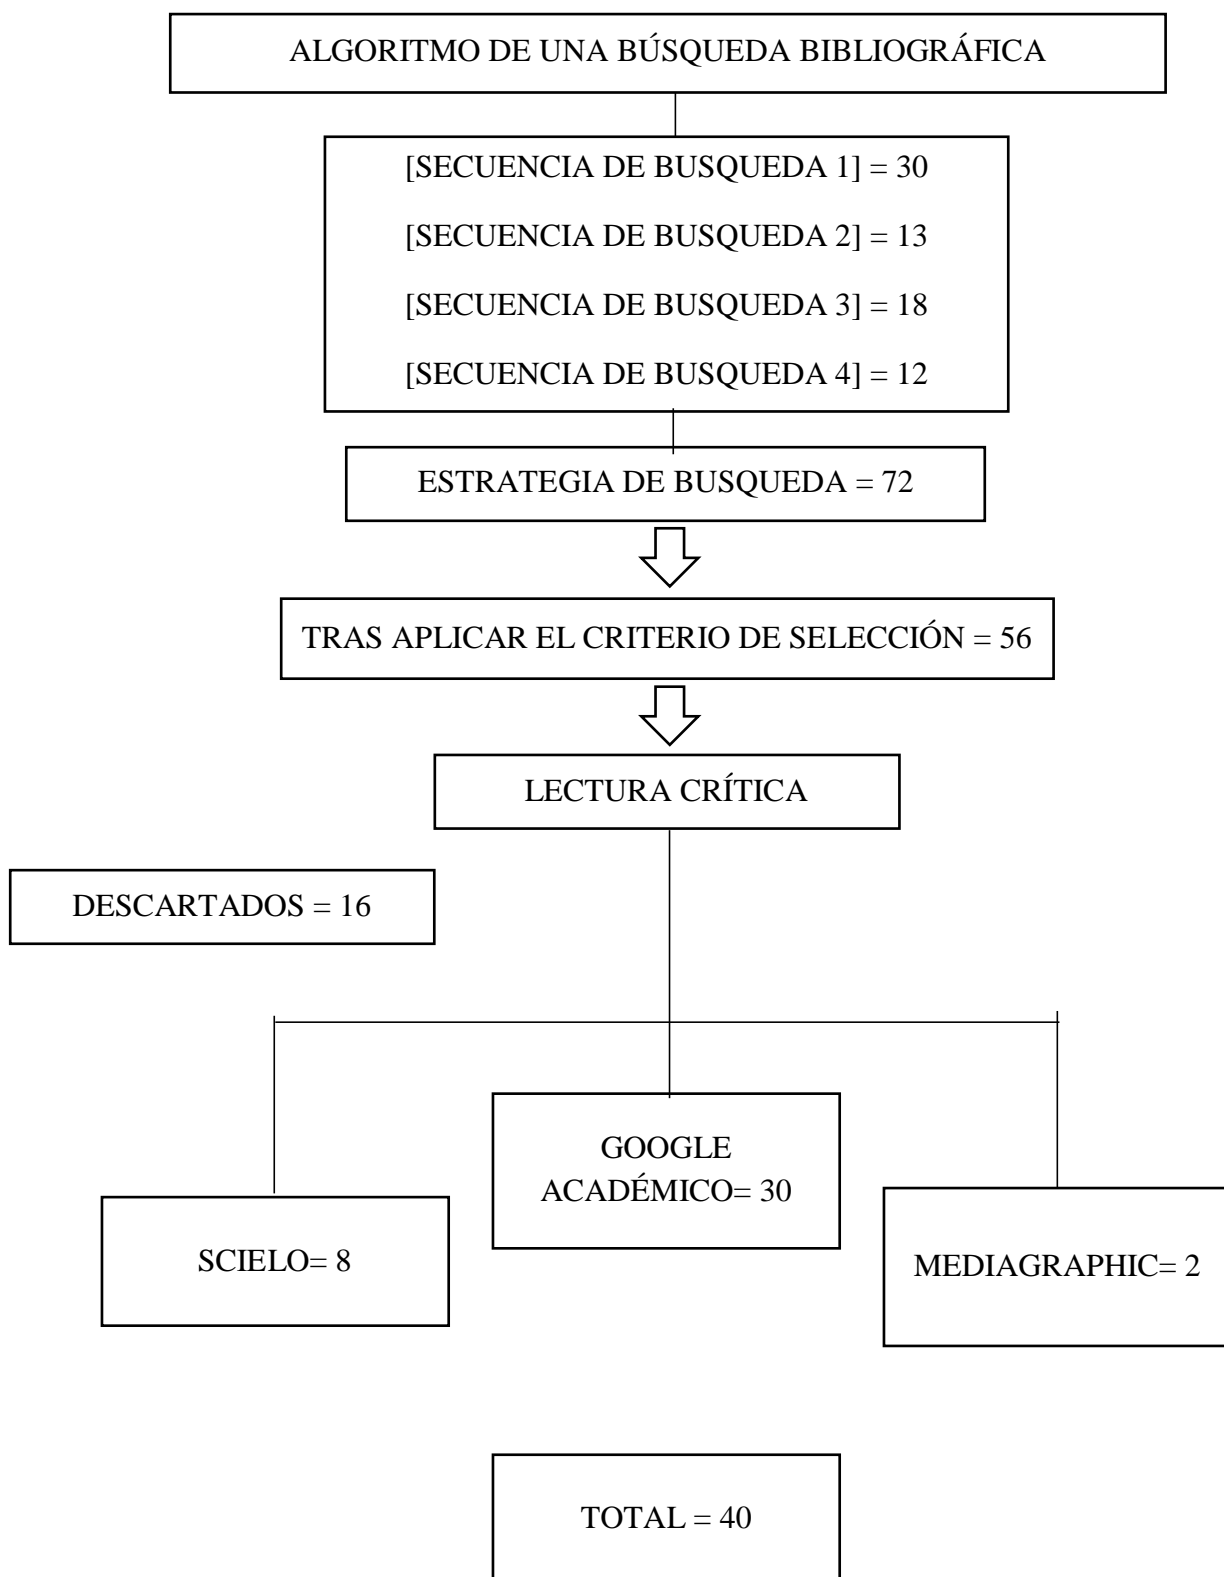 ALGORITMO DE UNA BÚSQUEDA BIBLIOGRÁFICA
[SECUENCIA DE BUSQUEDA 1] = 30
[SECUENCIA DE BUSQUEDA 2] = 13
[SECUENCIA DE BUSQUEDA 3] = 18
[SECUENCIA DE BUSQUEDA 4] = 12
ESTRATEGIA DE BUSQUEDA = 72
TRAS APLICAR EL CRITERIO DE SELECCIÓN = 56
LECTURA CRÍTICA
DESCARTADOS = 16
GOOGLE
ACADÉMICO= 30
SCIELO= 8
MEDIAGRAPHIC= 2
TOTAL = 40